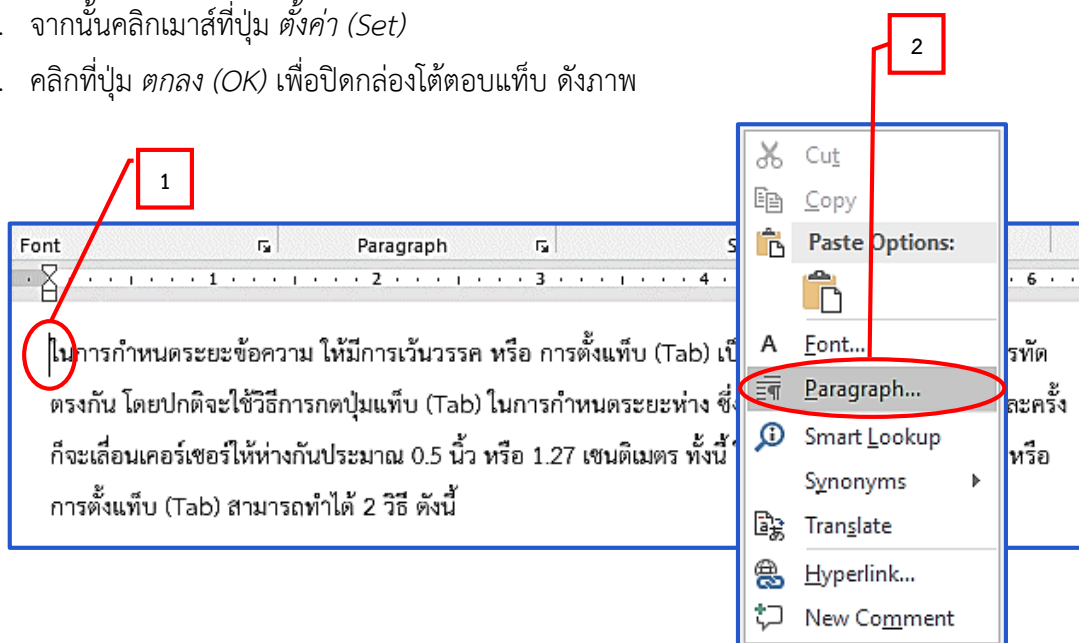 . จากนั้นคลิกเมาส์ที่ปุ่ม ตั้งค่า (Set)
. คลิกที่ปุ่ม ตกลง (OK) เพื่อปิดกล่องโต้ตอบแท็บ ดังภาพ
2
1
Font Paragraph S
1 2 3 4 6
ในการกำหนดระยะข้อความ ให้มีการเว้นวรรค หรือ การตั้งแท็บ (Tab) เป็ รทัด
ตรงกัน โดยปกติจะใช้วิธีการกดปุ่มแท็บ (Tab) ในการกำหนดระยะห่าง ซึ่ง ละครั้ง
ก็จะเลื่อนเคอร์เซอร์ให้ห่างกันประมาณ 0.5 นิ้ว หรือ 1.27 เซนติเมตร ทั้งนี้ หรือ
การตั้งแท็บ (Tab) สามารถทำได้ 2 วิธี ดังนี้
Cut
Copy
Paste Options:
A Font...
Paragraph...
Smart Lookup
Synonyms
Translate
Hyperlink...
New Comment